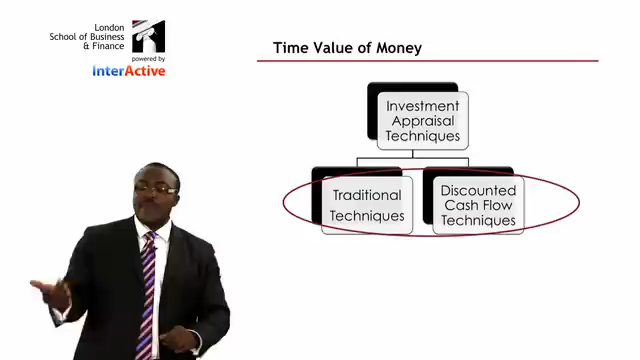 London
School of Business
& Finance
powered by
InterActive
Time Value of Money
Investment
Appraisal
Techniques
Traditional
Techniques
Discounted
Cash Flow
Techniques